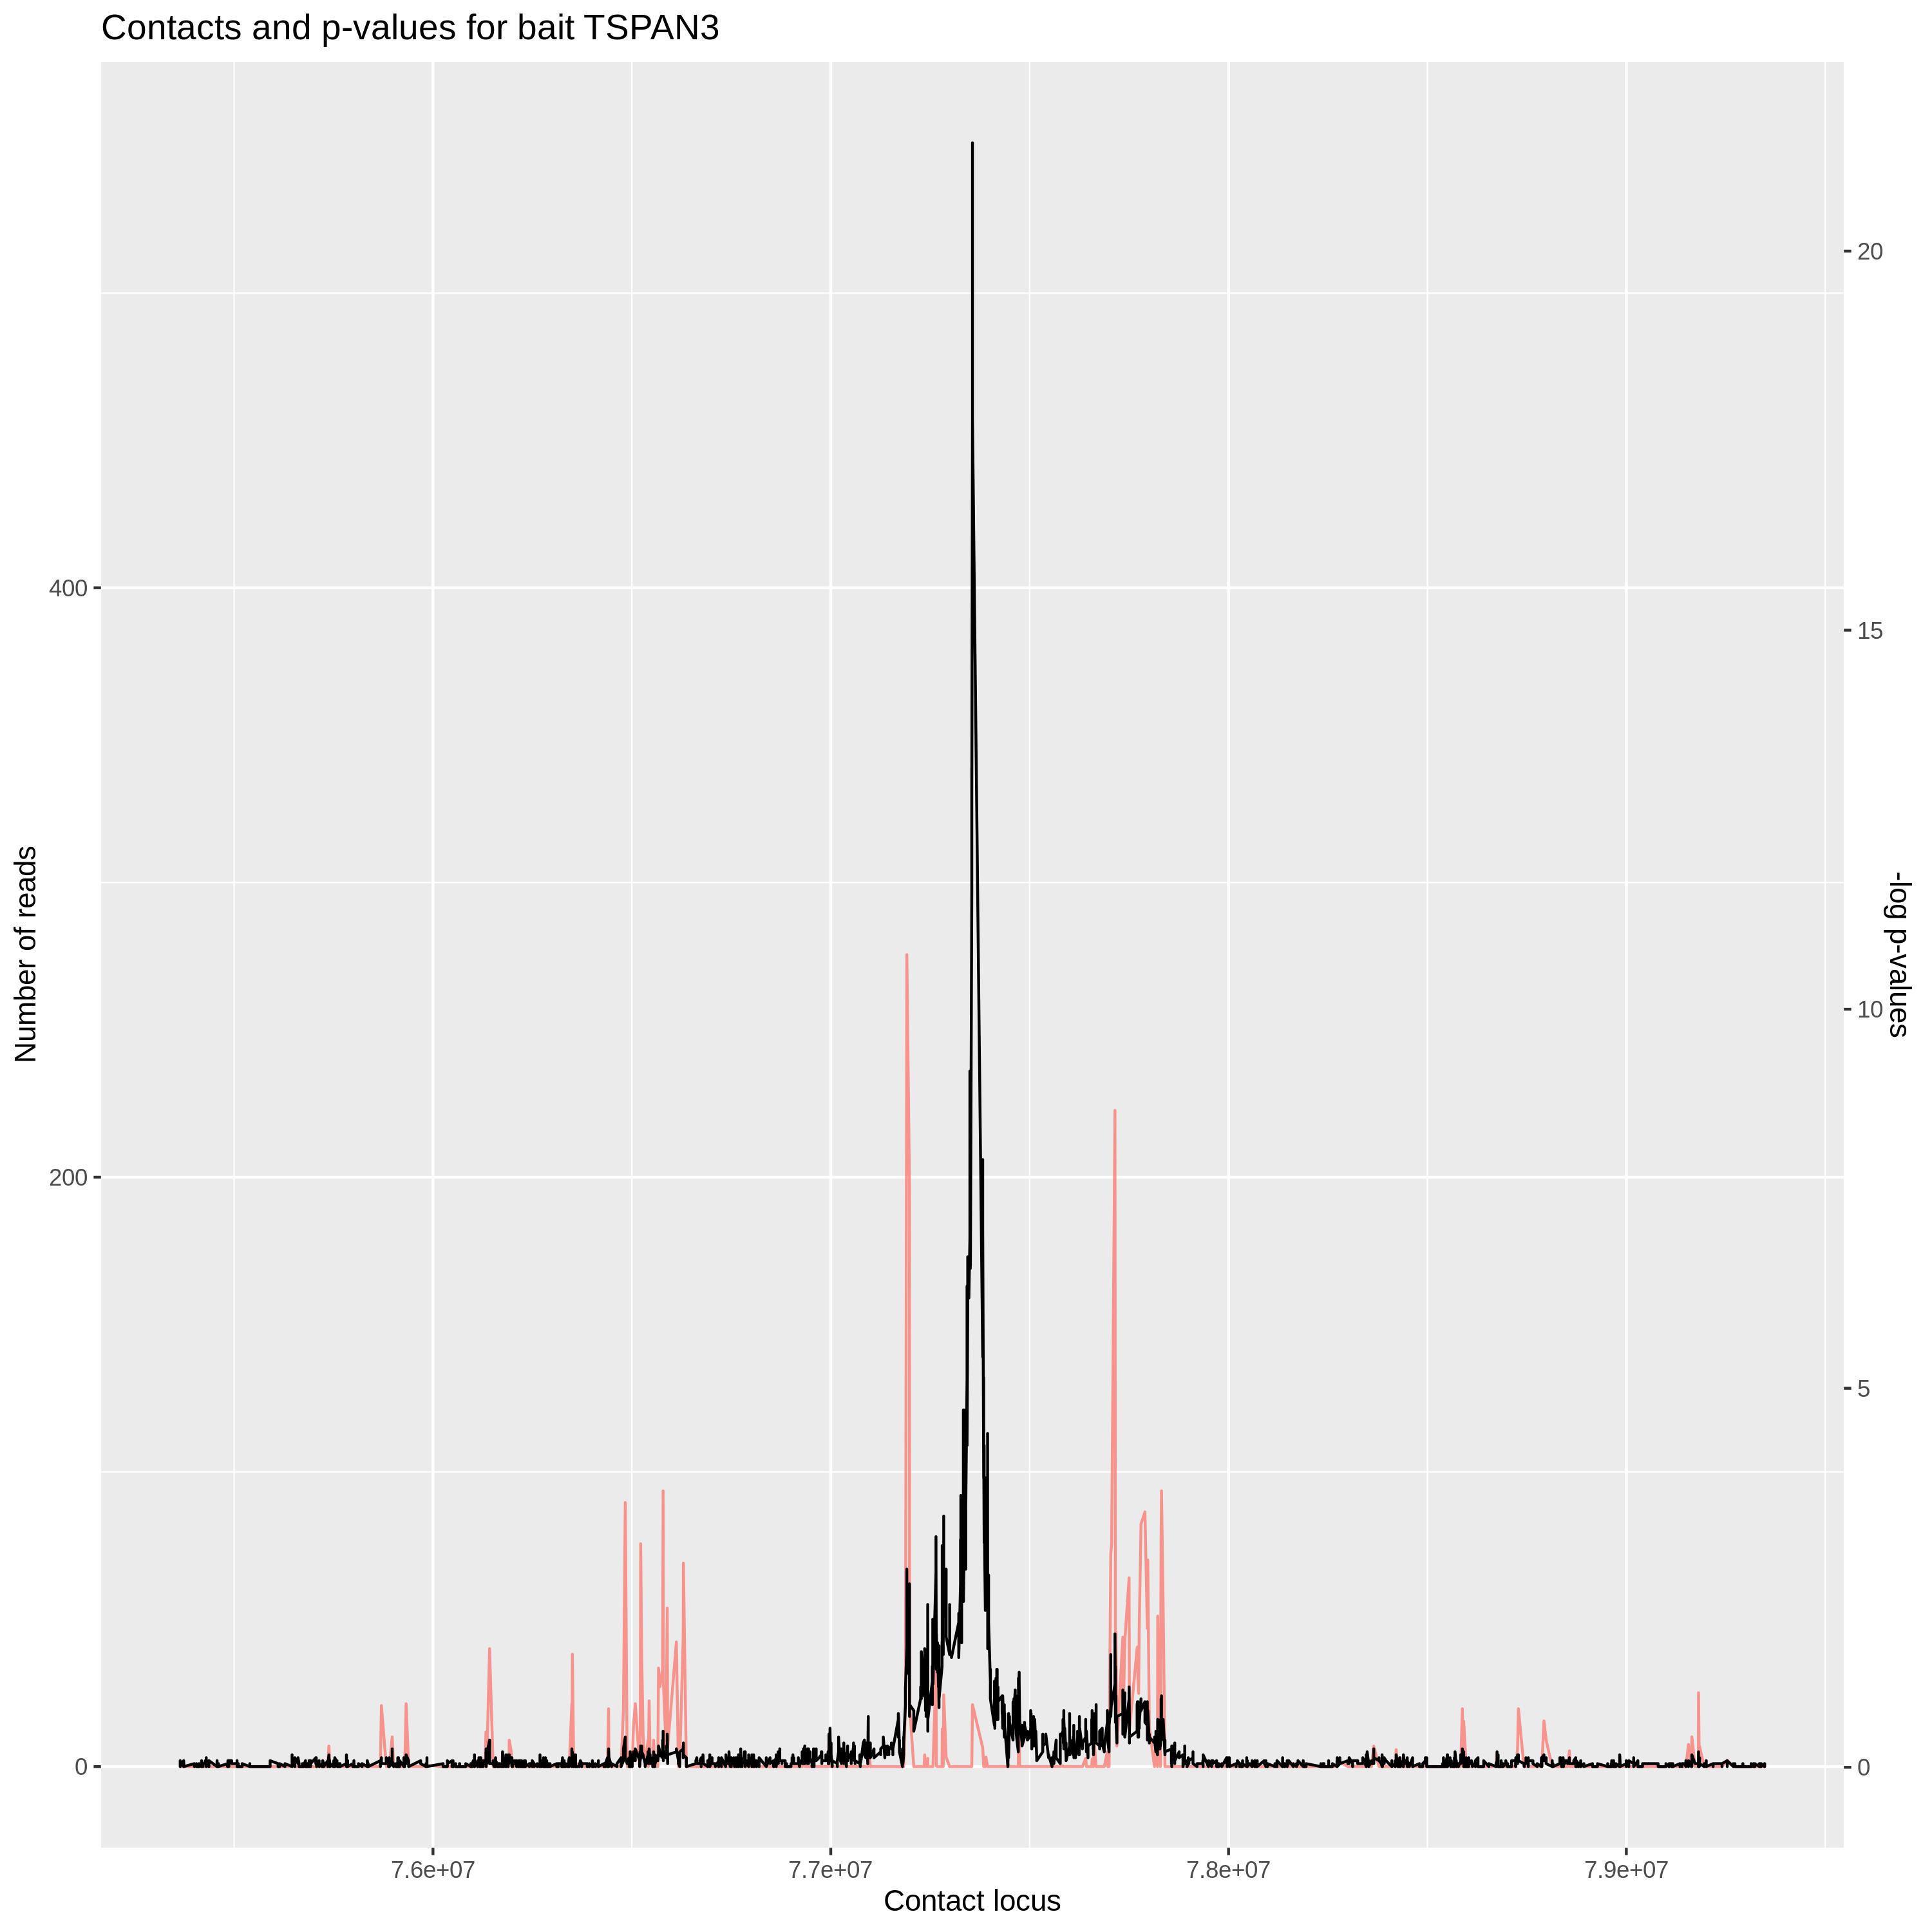 Contacts and p-values for bait TSPAN3
Number of reads
400
200
0
20
15
10
5
0
-log p-values
7.6e+07 7.7e+07 7.8e+07 7.9e+07
Contact locus